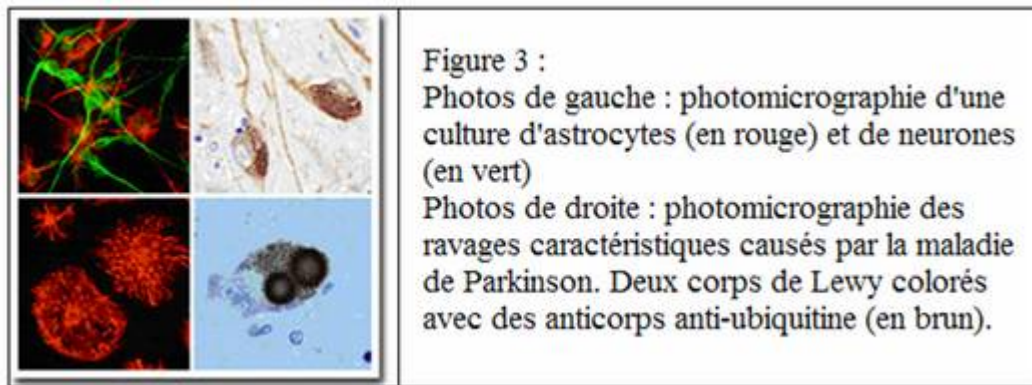 Figure 3 :
Photos de gauche : photomicrographie d'une
culture d'astrocytes (en rouge) et de neurones
(en vert)
Photos de droite : photomicrographie des
ravages caractéristiques causés par la maladie
de Parkinson. Deux corps de Lewy colorés
avec des anticorps anti-ubiquitine (en brun).